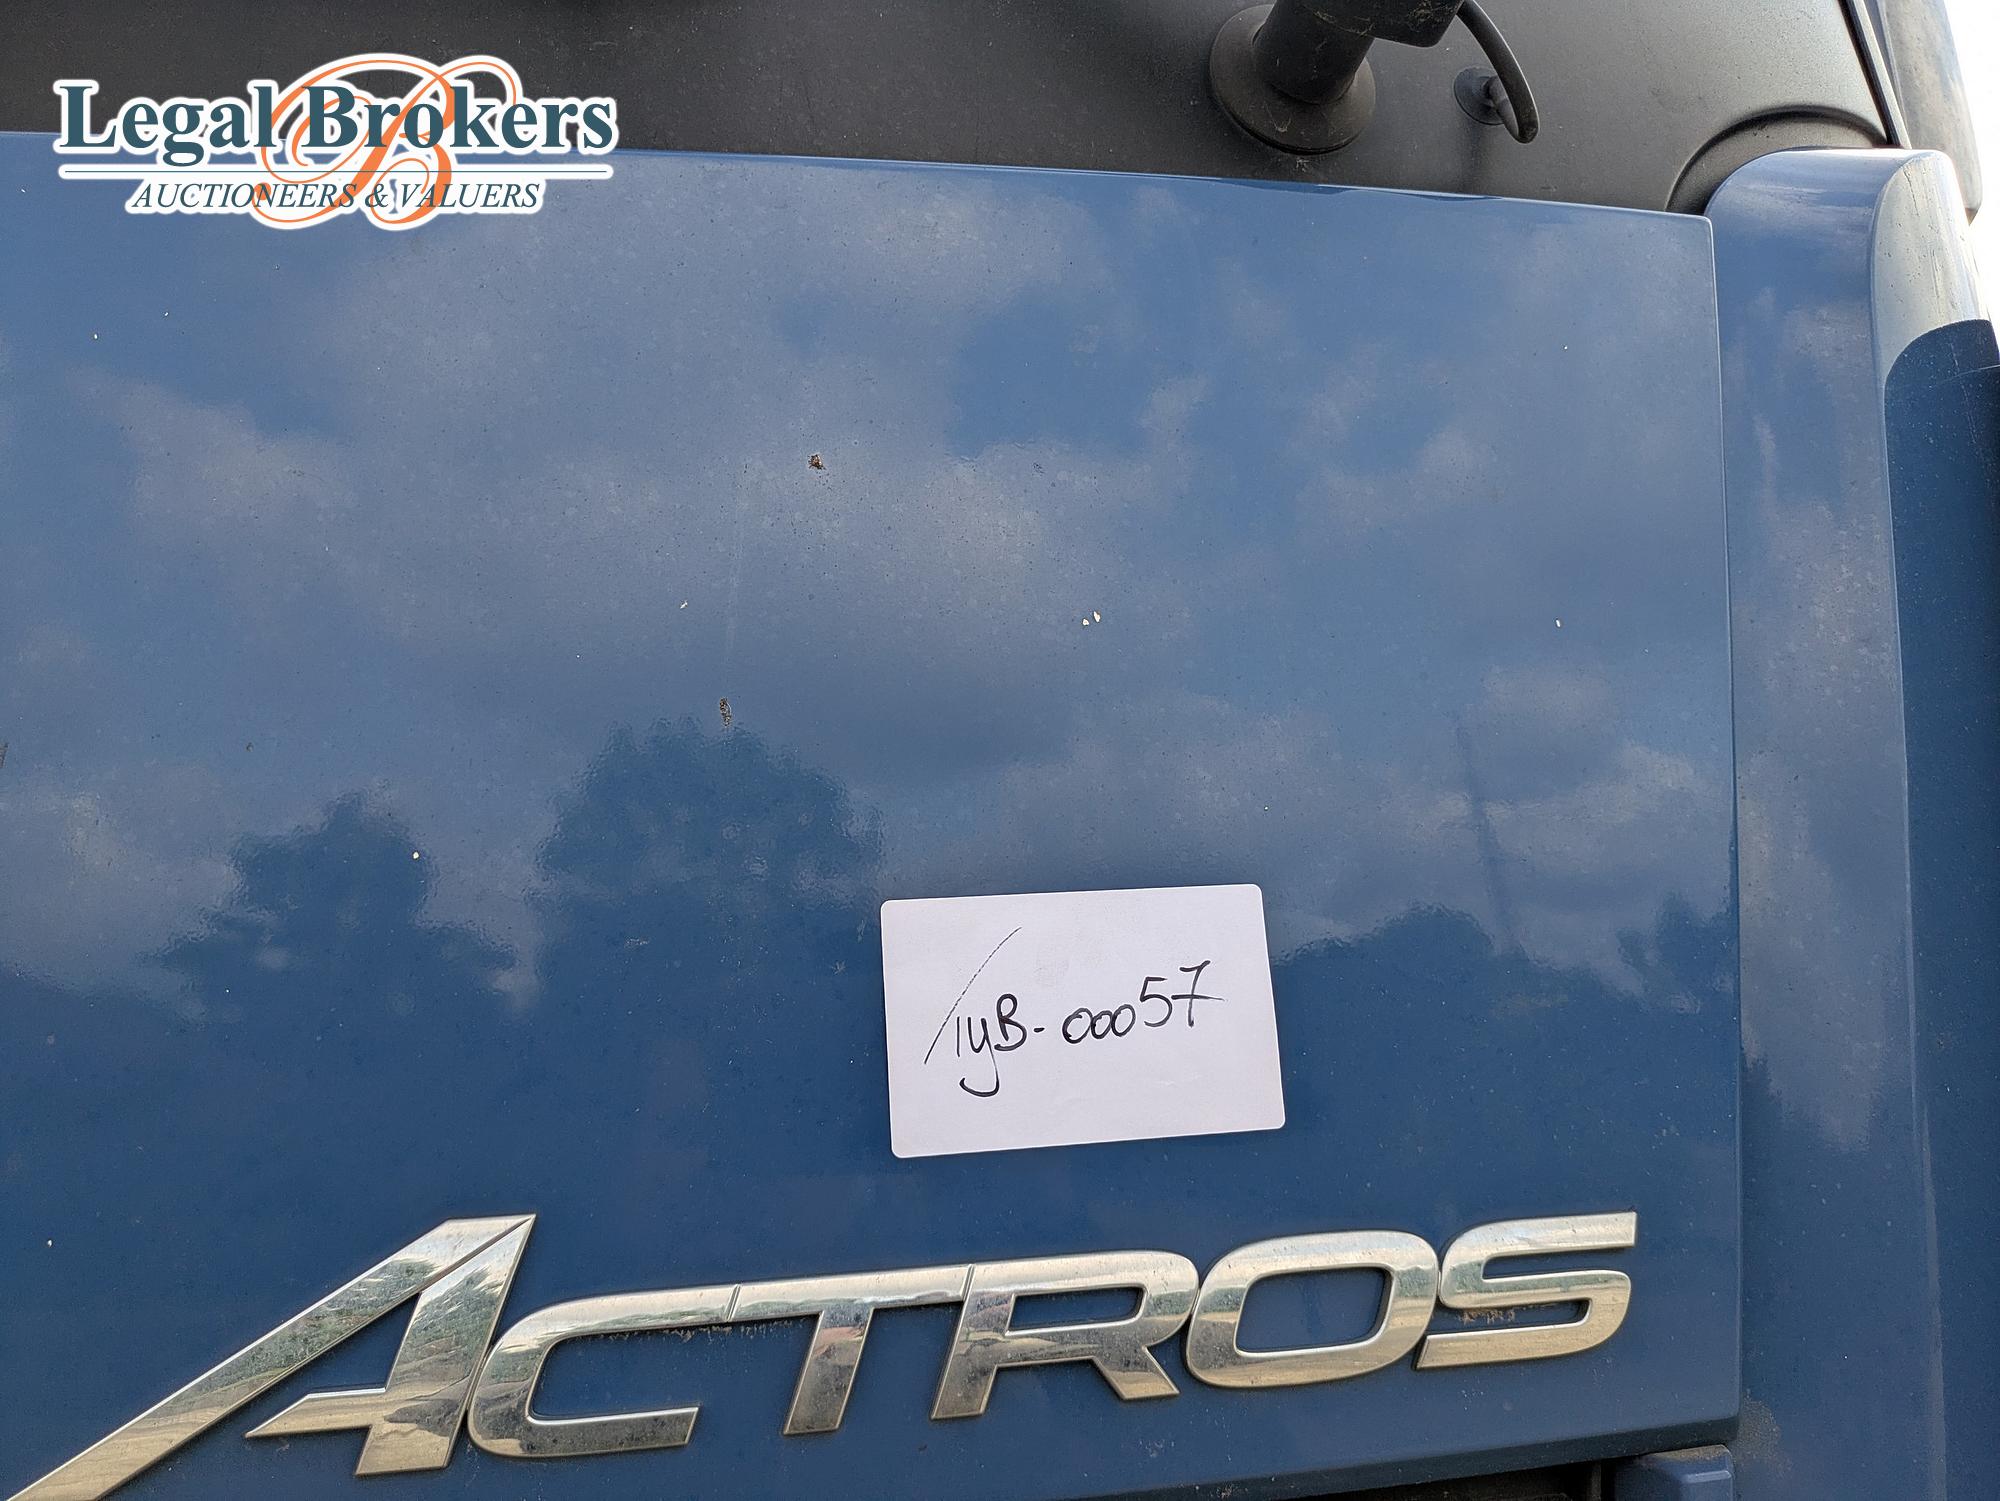 Legal Brokers
AUCTIONEERS & VALUERS
1yB-00057
ACTROS